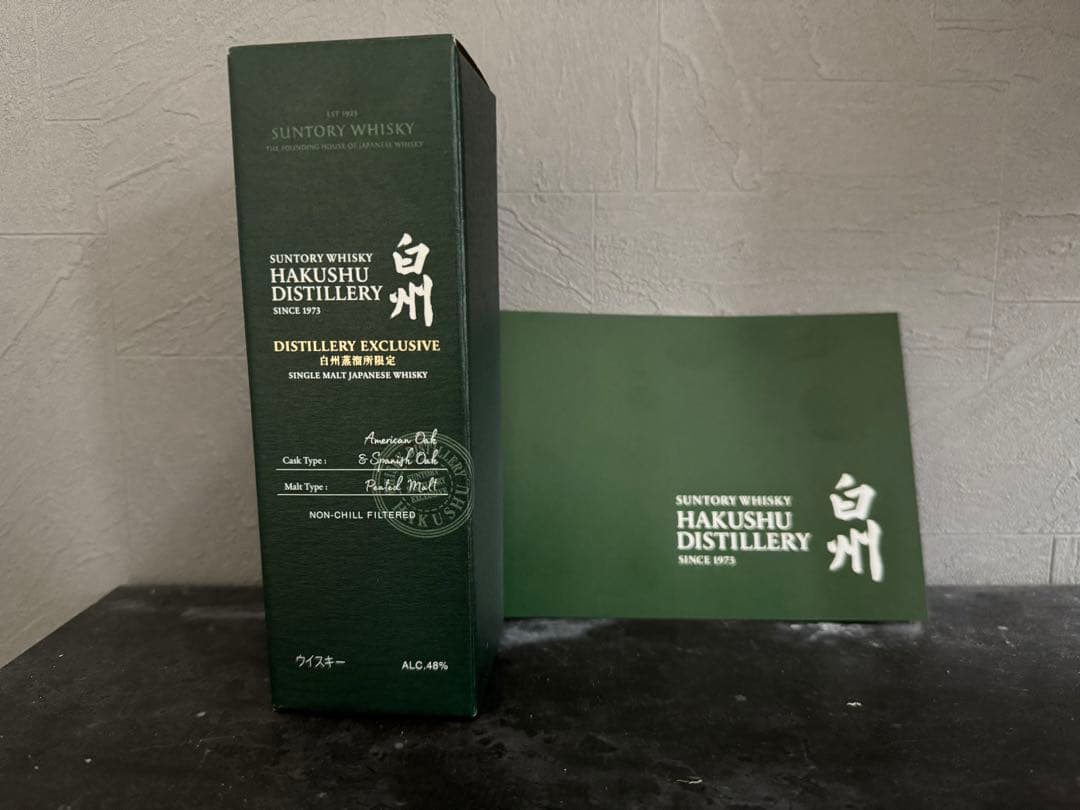 EST 1923
SUNTORY WHISKY
THE FOUNDING HOUSE OF JAPANESE WHISKY
SUNTORY WHISKY
HAKUSHU
DISTILLERY
SINCE 1973
白州
DISTILLERY EXCLUSIVE
白州蒸溜所限定
SINGLE MALT JAPANESE WHISKY
Cask Type : American Oak
& Spanish Oak
Malt Type : Peated Malt
NON-CHILL FILTERED
HAKUSHU
ウイスキー
ALC.48%
SUNTORY WHISKY
HAKUSHU
DISTILLERY
SINCE 1973
白州